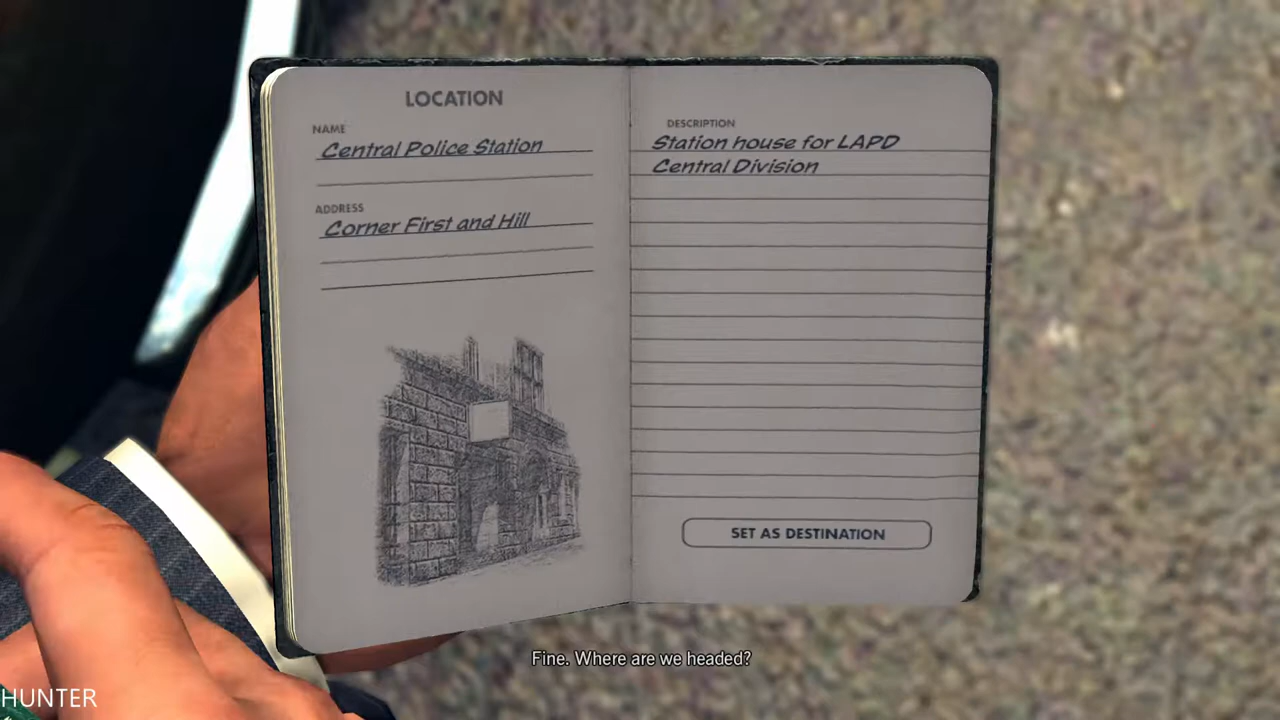 LOCATION
NAME
Central Police Station
ADDRESS
Corner First and Hill
DESCRIPTION
Station house for LAPD
Central Division
SET AS DESTINATION
Fine. Where are we headed?
HUNTER